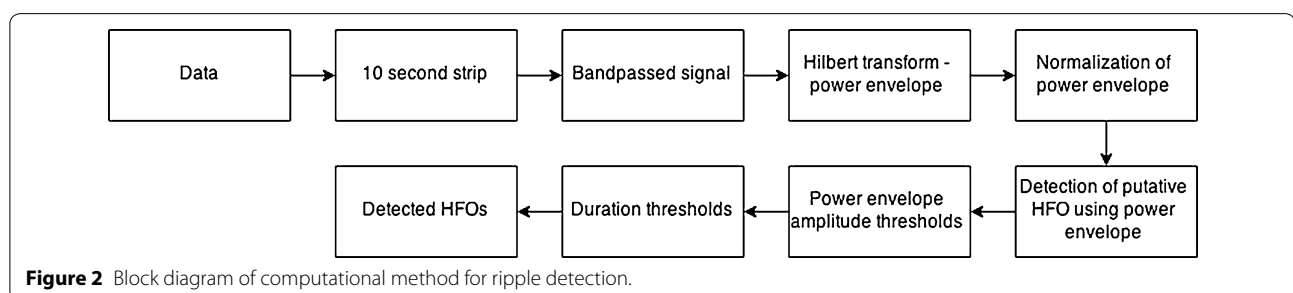 Data
10 second strip
Bandpassed signal
Hilbert transform -
power envelope
Normalization of
power envelope
Detection of putative
HFO using power
envelope
Power envelope
amplitude thresholds
Duration thresholds
Detected HFOs
Figure 2 Block diagram of computational method for ripple detection.